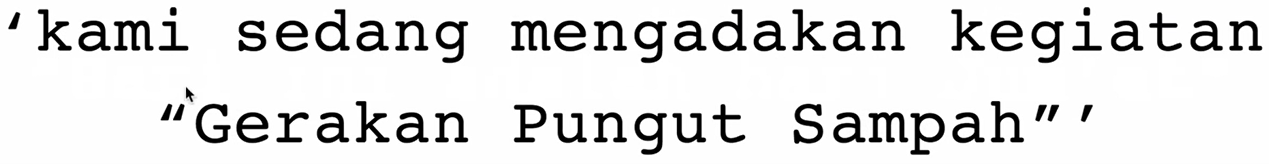 ‘kami sedang mengadakan kegiatan
“Gerakan Pungut Sampah”’